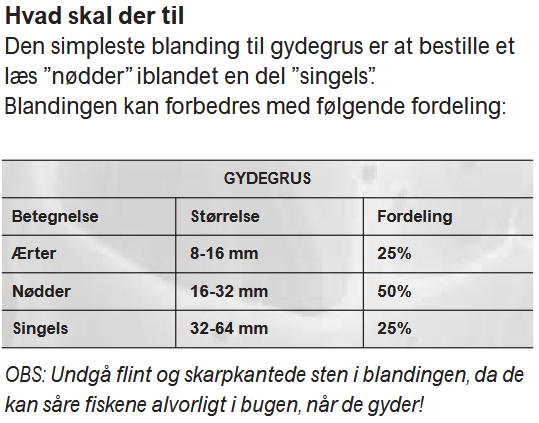 Hvad skal der til
Den simpleste blanding til gydegrus er at bestille et
læs ”nødder” iblandet en del ”singels”.
Blandingen kan forbedres med følgende fordeling:
GYDEGRUS
Betegnelse Størrelse Fordeling
Ærter 8-16 mm 25%
Nødder 16-32 mm 50%
Singels 32-64 mm 25%
OBS: Undgå flint og skarpkantede sten i blandingen, da de
kan såre fiskene alvorligt i bugen, når de gyder!